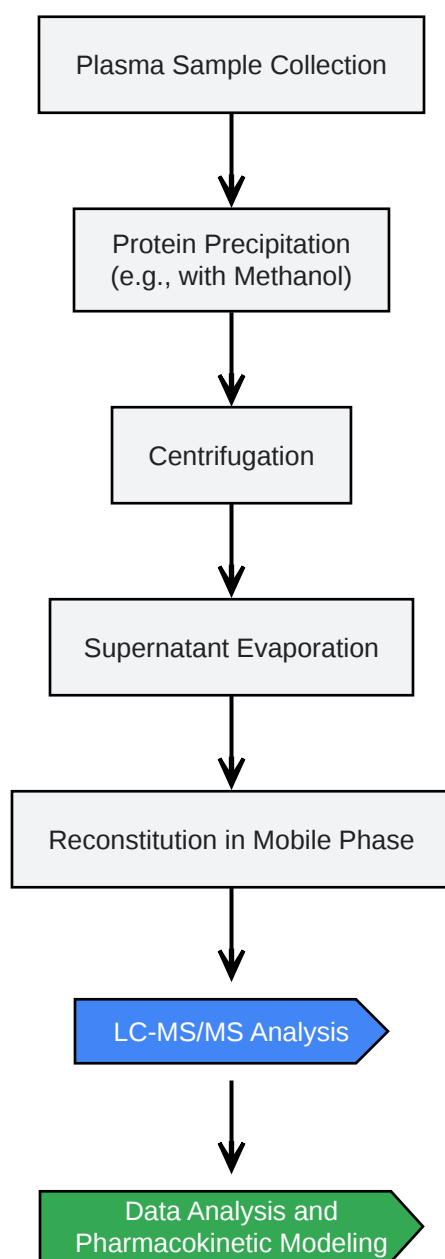 Plasma Sample Collection
Protein Precipitation
(e.g., with Methanol)
Centrifugation
Supernatant Evaporation
Reconstitution in Mobile Phase
LC-MS/MS Analysis
Data Analysis and
Pharmacokinetic Modeling